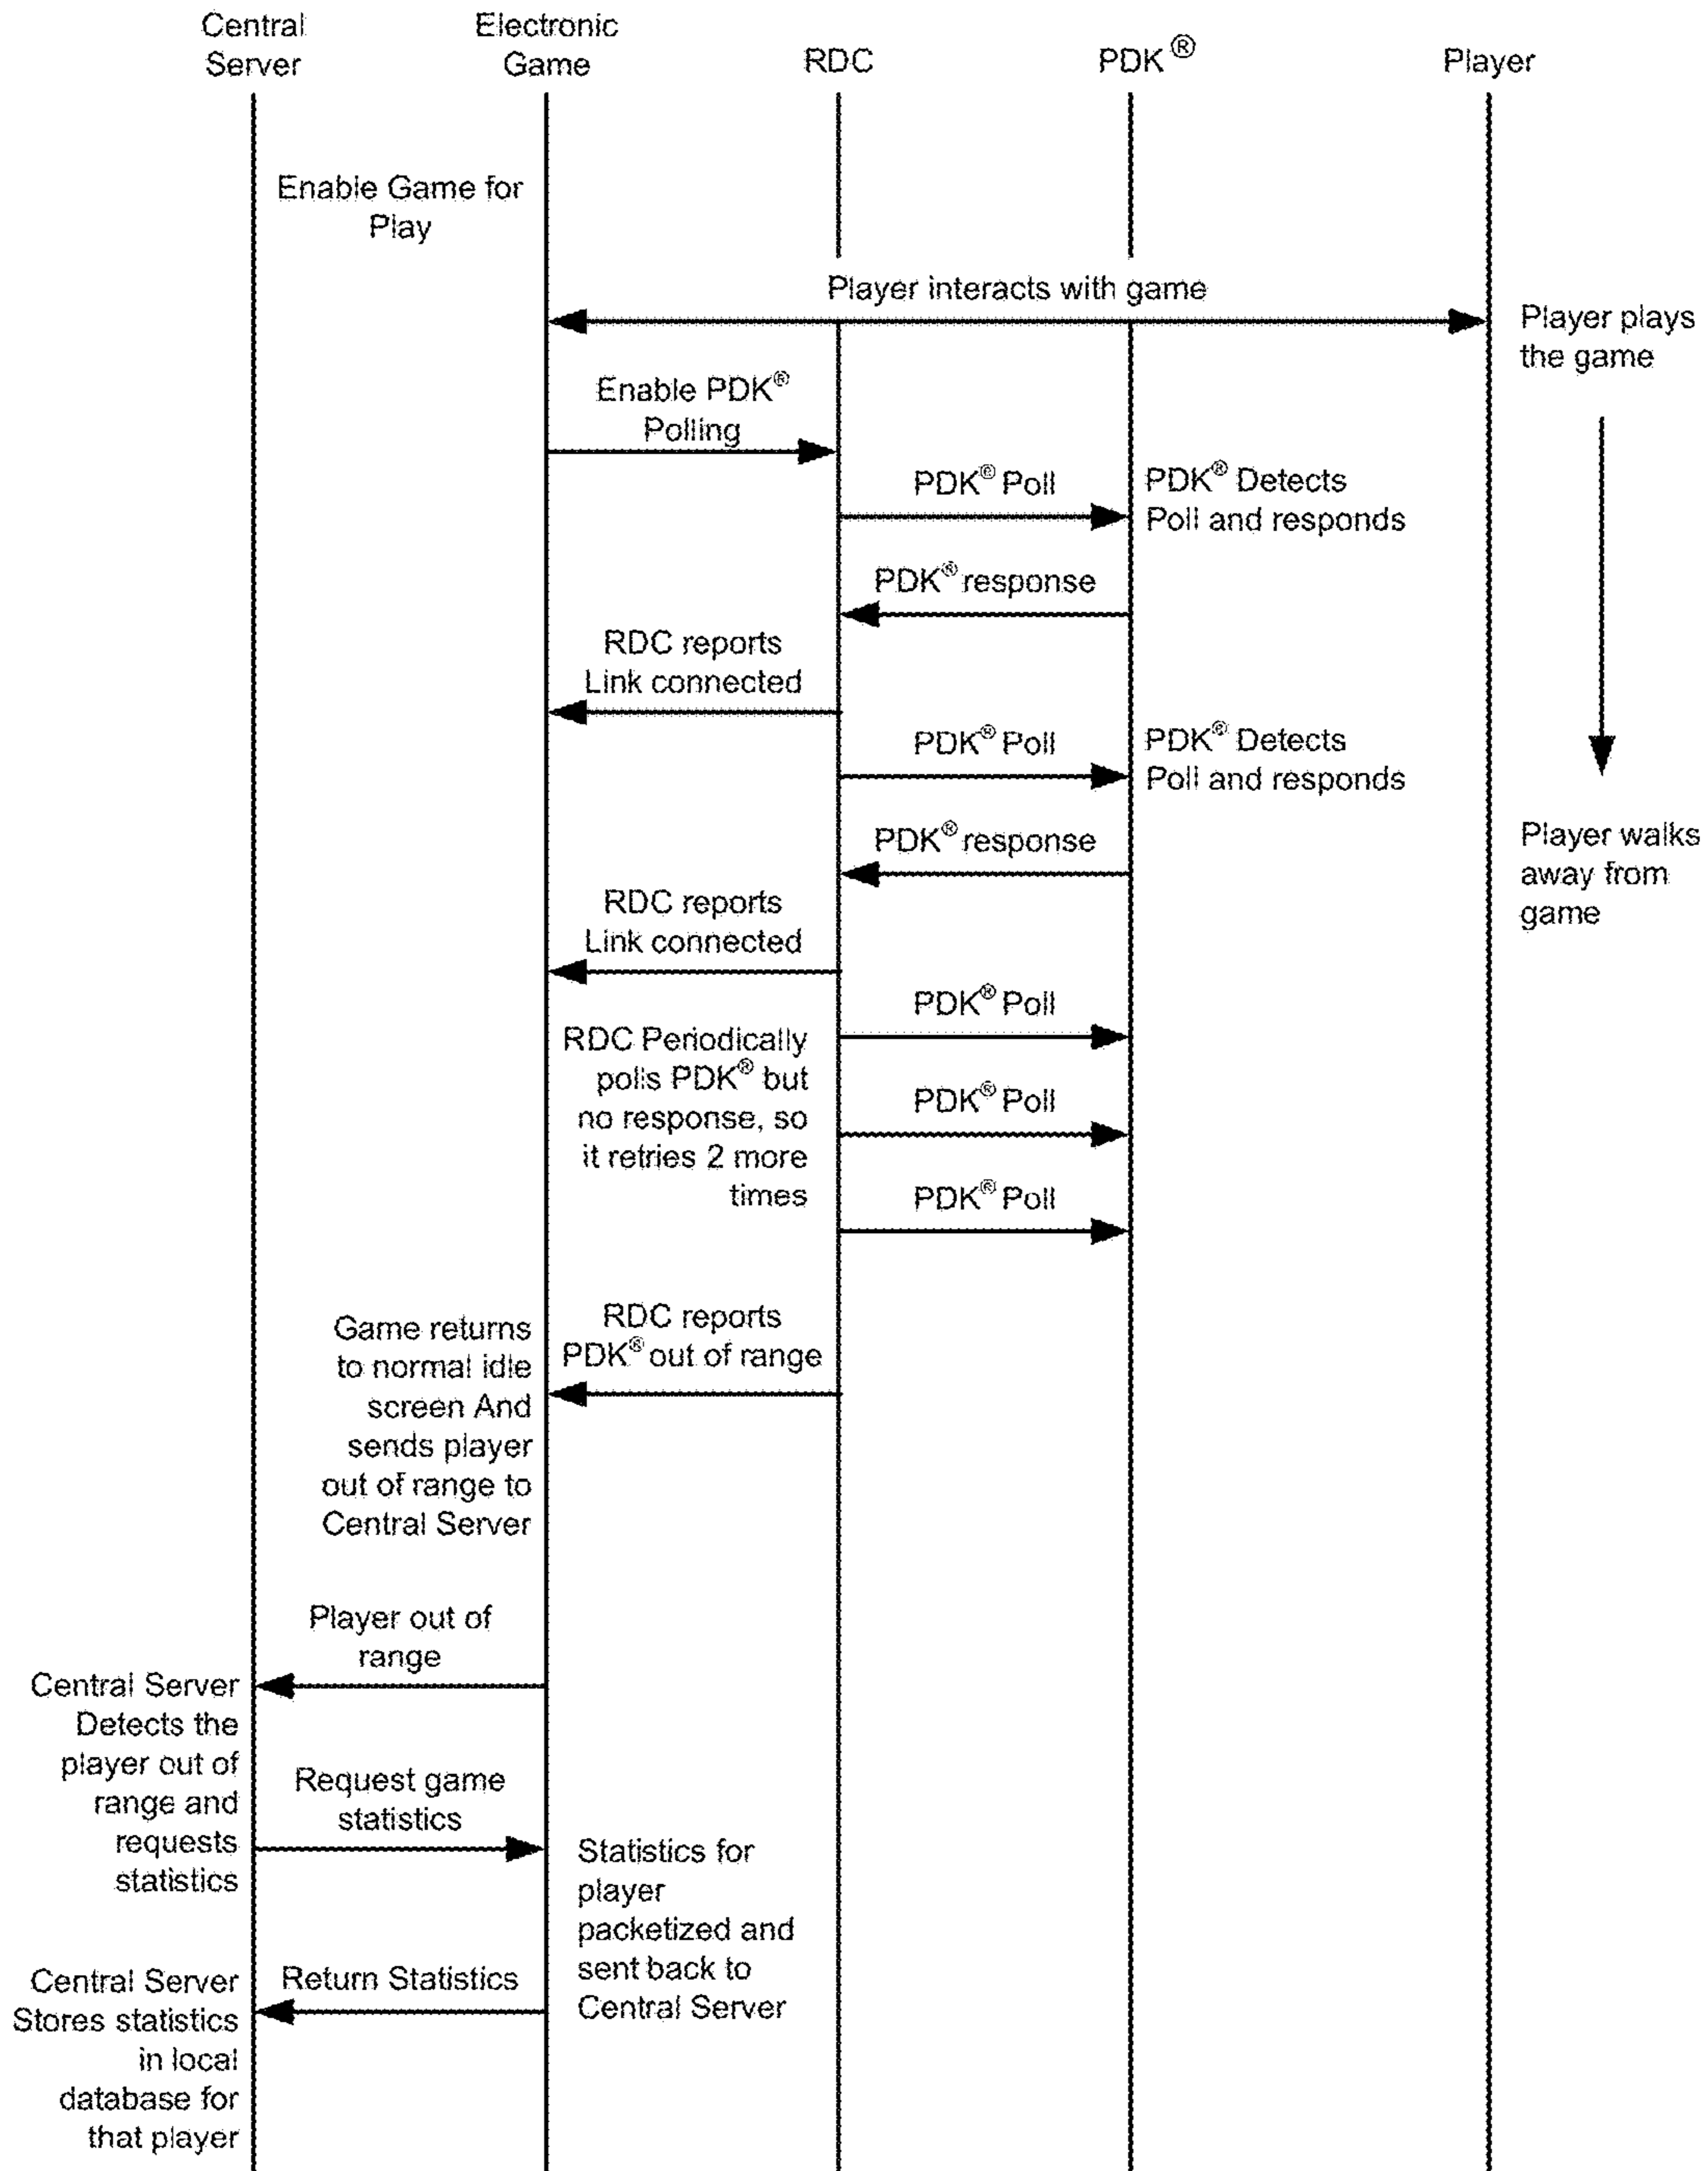 Central
Server
Electronic
Game
RDC
PDK®
Player
Enable Game for
Play
Player interacts with game
Player plays
the game
Enable PDK®
Polling
PDK® Poll
PDK® Detects
Poll and responds
PDK® response
RDC reports
Link connected
PDK® Poll
PDK® Detects
Poll and responds
PDK® response
Player walks
away from
game
RDC reports
Link connected
PDK® Poll
RDC Periodically
polls PDK® but
no response, so
it retries 2 more
times
PDK® Poll
PDK® Poll
RDC reports
PDK® out of range
Game returns
to normal idle
screen And
sends player
out of range to
Central Server
Player out of
range
Central Server
Detects the
player out of
range and
requests
statistics
Request game
statistics
Statistics for
player
packetized and
sent back to
Central Server
Return Statistics
Central Server
Stores statistics
in local
database for
that player